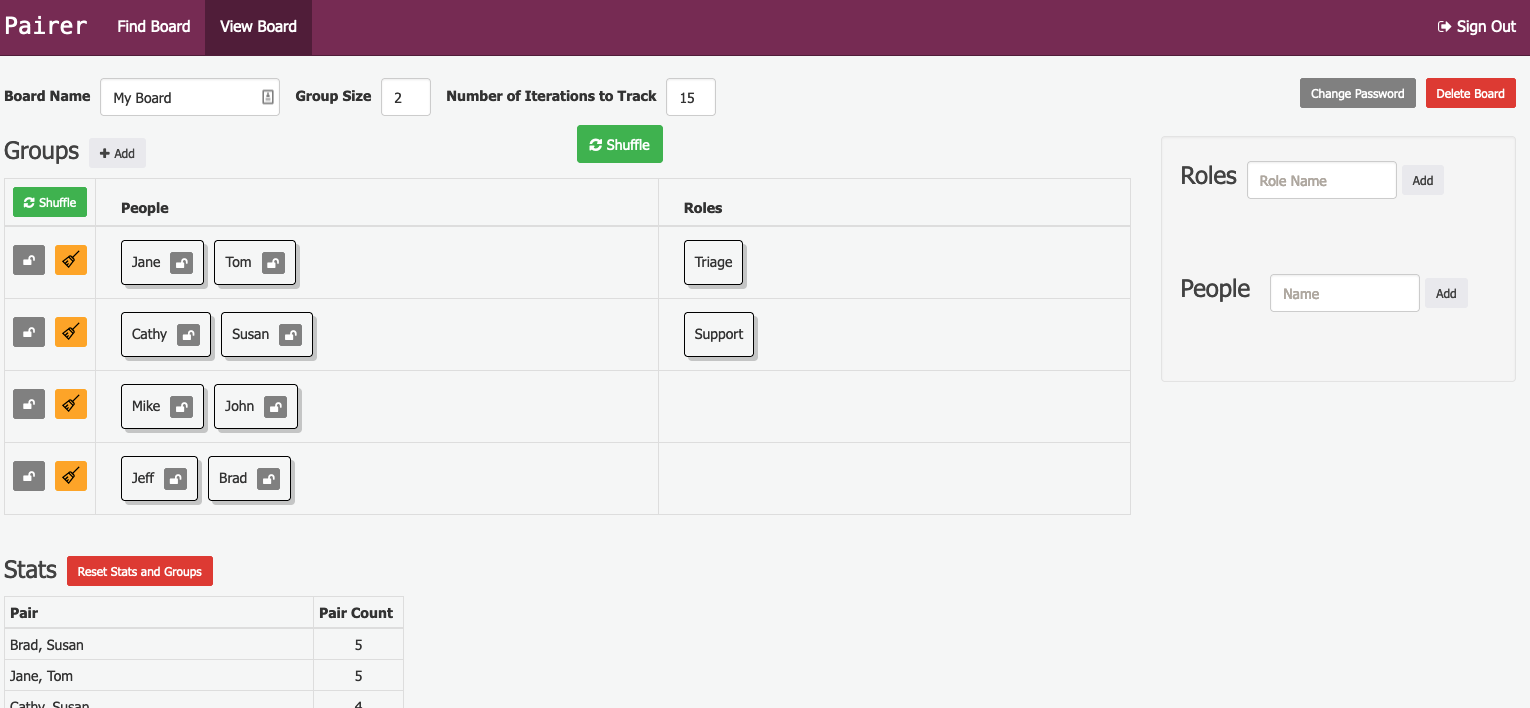 Pairer Find Board View Board Sign Out
Board Name My Board Group Size 2 Number of Iterations to Track 15 Change Password Delete Board
Groups Add Shuffle
Shuffle People Roles
Jane Tom Triage
Cathy Susan Support
Mike John
Jeff Brad
Roles Role Name Add
People Name Add
Stats Reset Stats and Groups
Pair Pair Count
Brad, Susan 5
Jane, Tom 5
Cathy, Susan 4